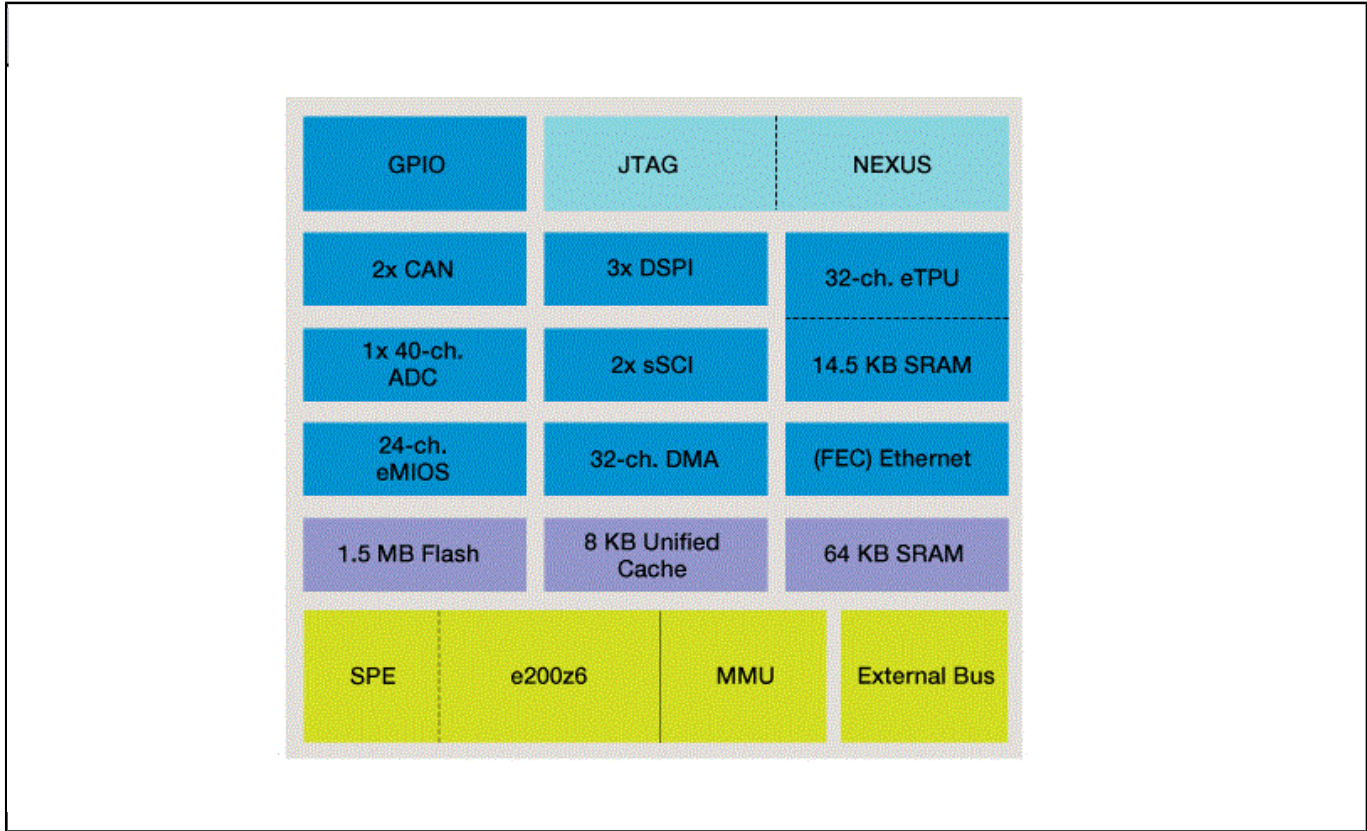 GPIO
JTAG
NEXUS
2x CAN
3x DSPI
32-ch. eTPU
1x 40-ch.
ADC
2x sSCI
14.5 KB SRAM
24-ch.
eMIOS
32-ch. DMA
(FEC) Ethernet
1.5 MB Flash
8 KB Unified
Cache
64 KB SRAM
SPE
e200z6
MMU
External Bus